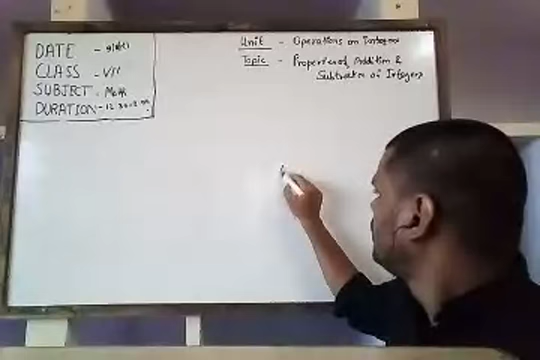 DATE -
CLASS - VII
SUBJECT - Math
DURATION -
Unit - Operations on Integers
Topic - Properties of Addition &
Subtraction of Integers